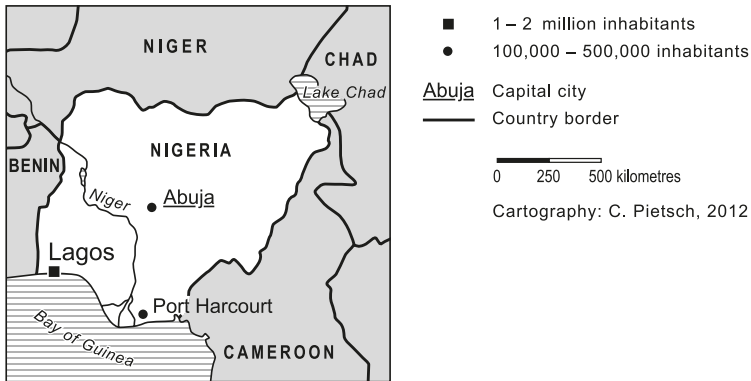 NIGER
CHAD
Lake Chad
NIGERIA
BENIN
Niger
Abuja
Lagos
Port Harcourt
Bay of Guinea
CAMEROON
1 – 2 million inhabitants
100,000 – 500,000 inhabitants
Abuja Capital city
Country border
0 250 500 kilometres
Cartography: C. Pietsch, 2012